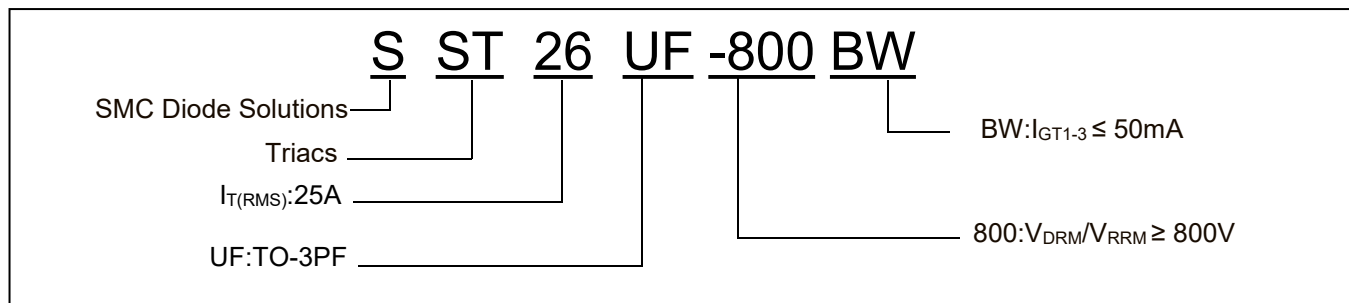 S ST 26 UF -800 BW
SMC Diode Solutions
BW:IGT1-3 ≤ 50mA
Triacs
IT(RMS):25A
800:VDRM/VRRM ≥ 800V
UF:TO-3PF